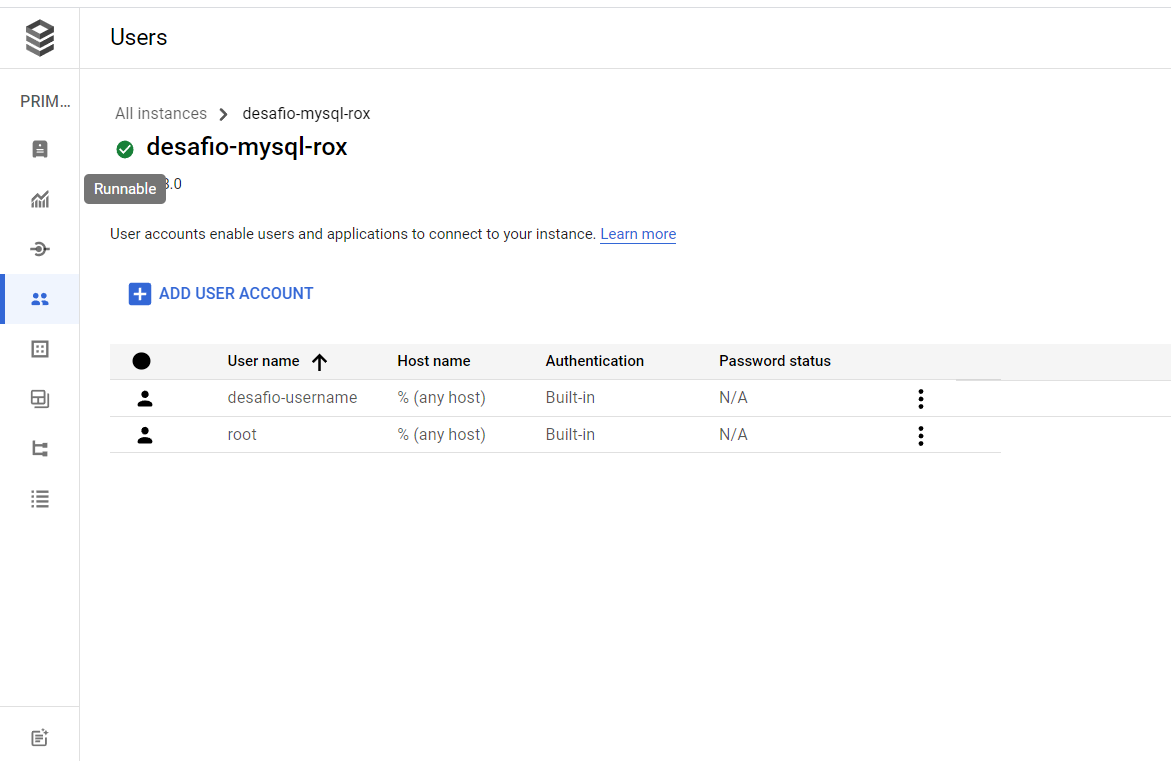 Users
PRIM...
All instances desafio-mysql-rox
desafio-mysql-rox
Runnable .0
User accounts enable users and applications to connect to your instance. Learn more
ADD USER ACCOUNT
User name Host name Authentication Password status
desafio-username % (any host) Built-in N/A
root % (any host) Built-in N/A